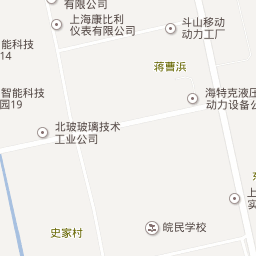 有限公司
上海康比利
仪表有限公司
斗山移动
动力工厂
能科技
14
蒋曹浜
智能科技
园19
海特克液压
动力设备公
北玻玻璃技术
工业公司
皖民学校
史家村
上